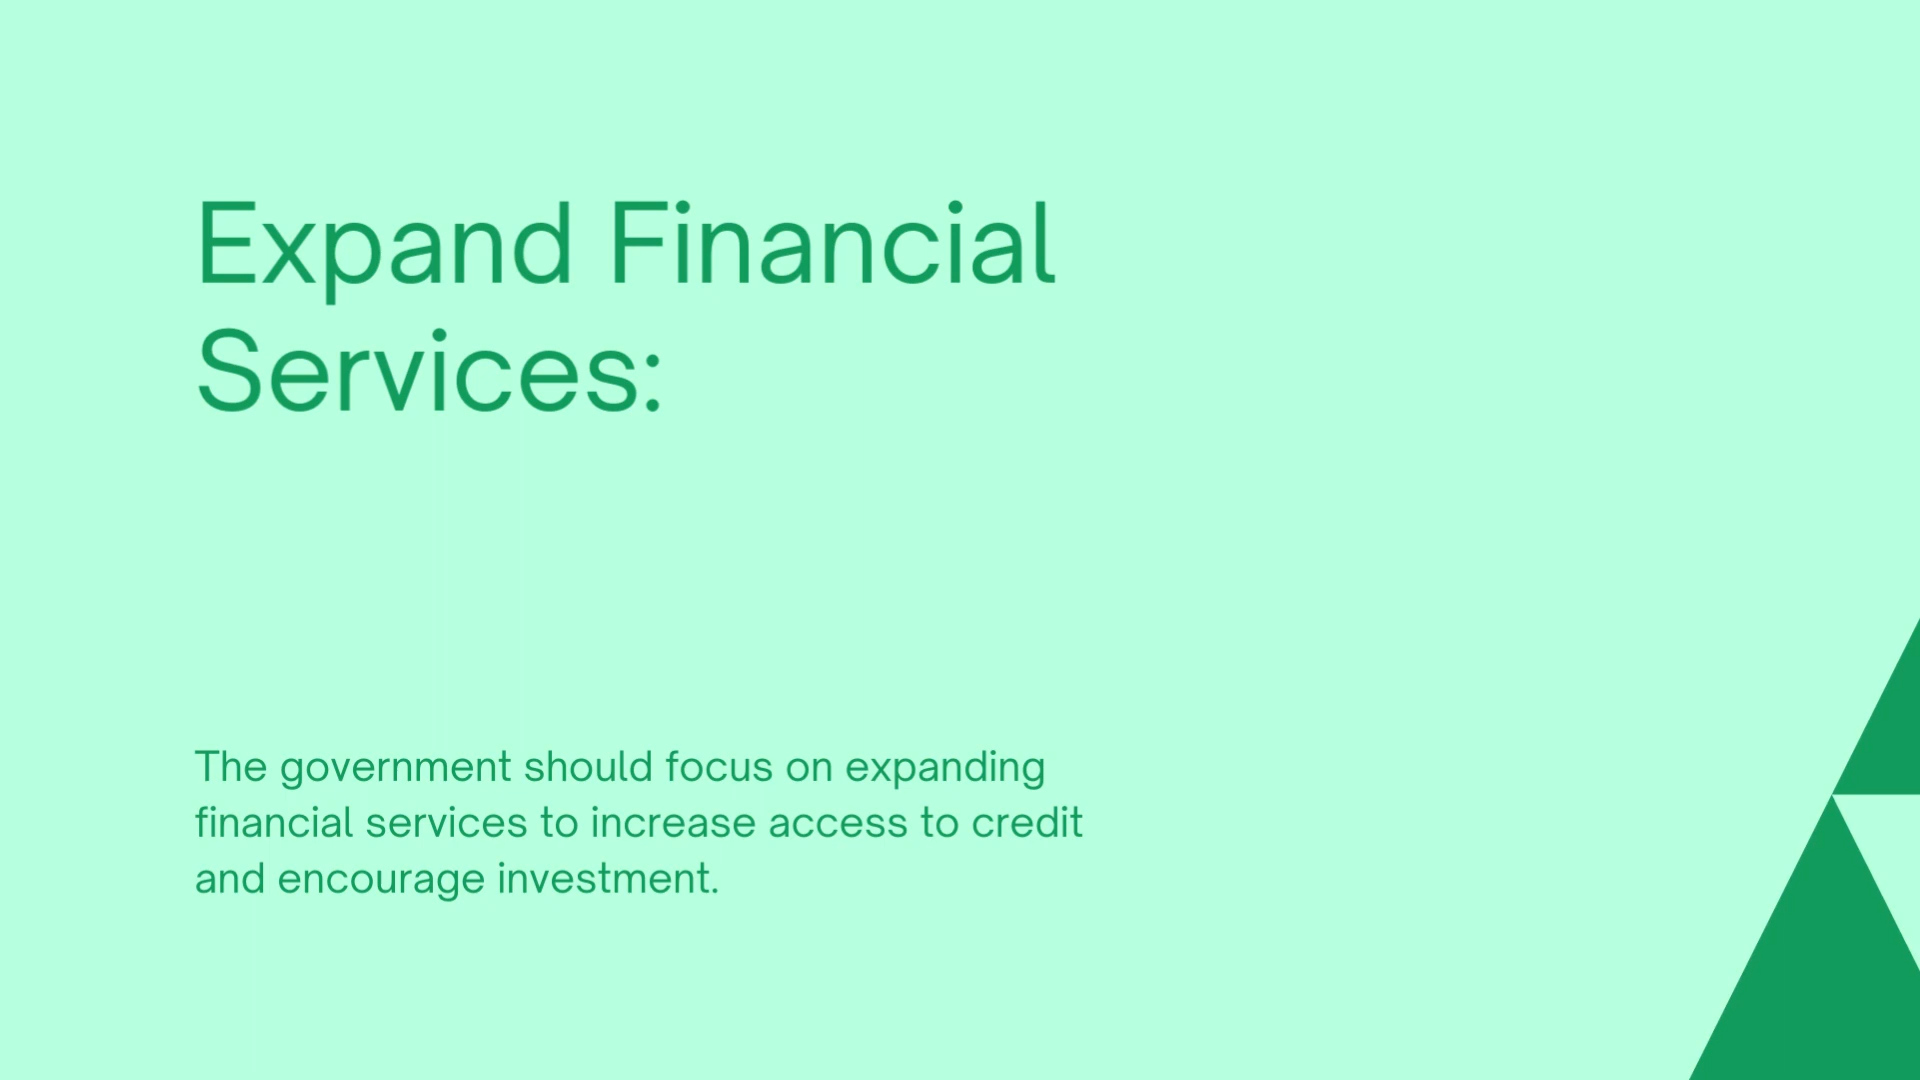 Expand Financial
Services:
The government should focus on expanding
financial services to increase access to credit
and encourage investment.